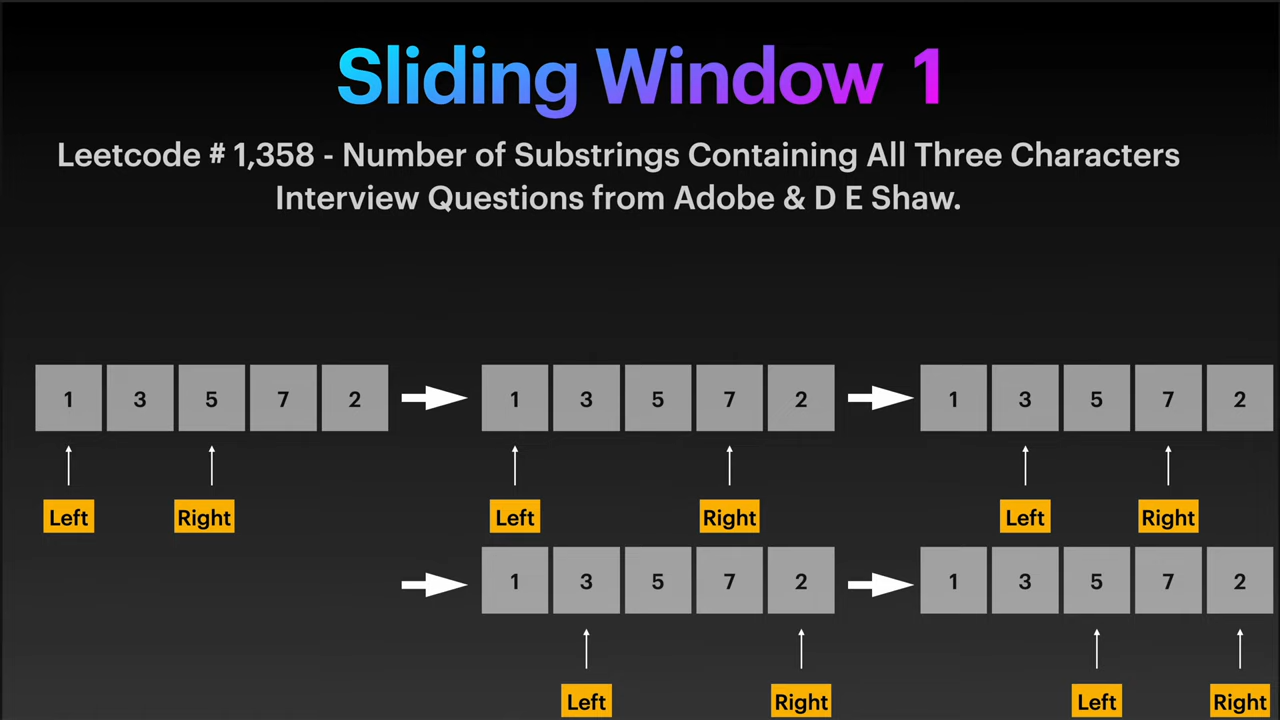 Sliding Window 1
Leetcode # 1,358 - Number of Substrings Containing All Three Characters
Interview Questions from Adobe & D E Shaw.
1 3 5 7 2
1 3 5 7 2
1 3 5 7 2
Left Right
Left Right
Left Right
1 3 5 7 2
1 3 5 7 2
Left Right
Left Right